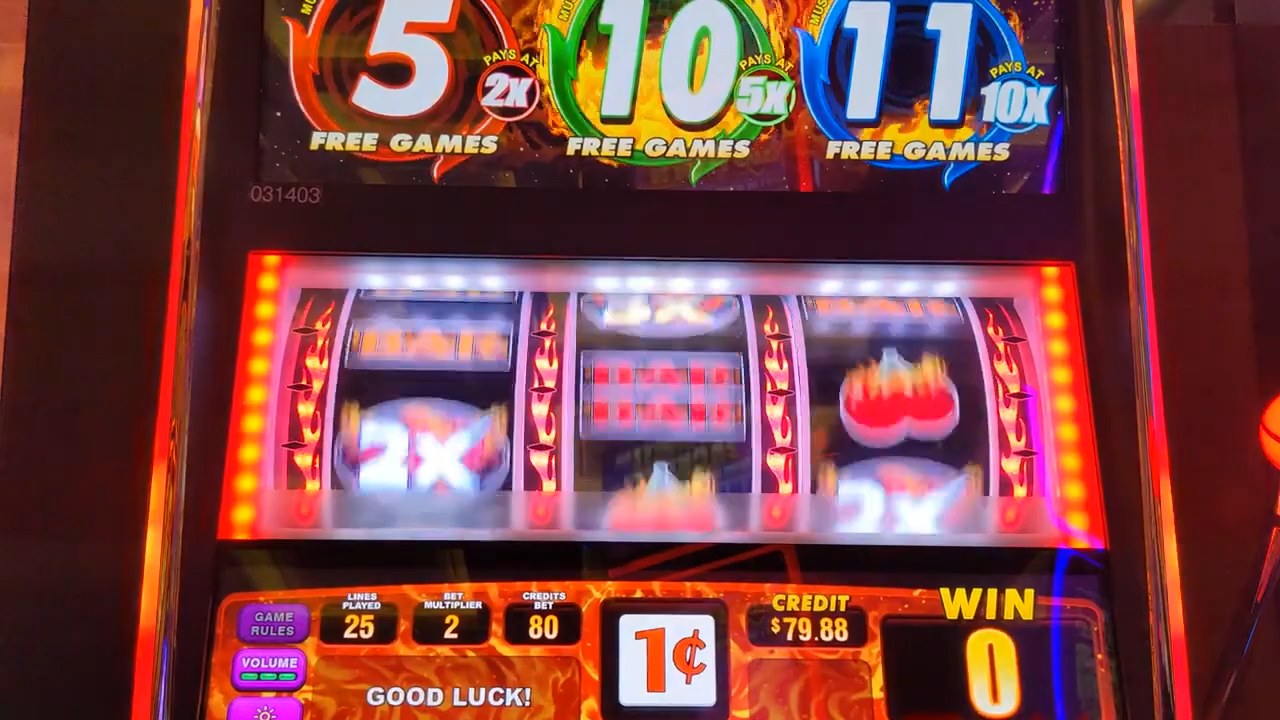 5
PAYS AT
2X
FREE GAMES
10
PAYS AT
5X
FREE GAMES
11
PAYS AT
10X
FREE GAMES
031403
BAR
2X
GAME
RULES
VOLUME
LINES
PLAYED
25
BET
MULTIPLIER
2
CREDITS
BET
80
1¢
CREDIT
$79.88
WIN
0
GOOD LUCK!